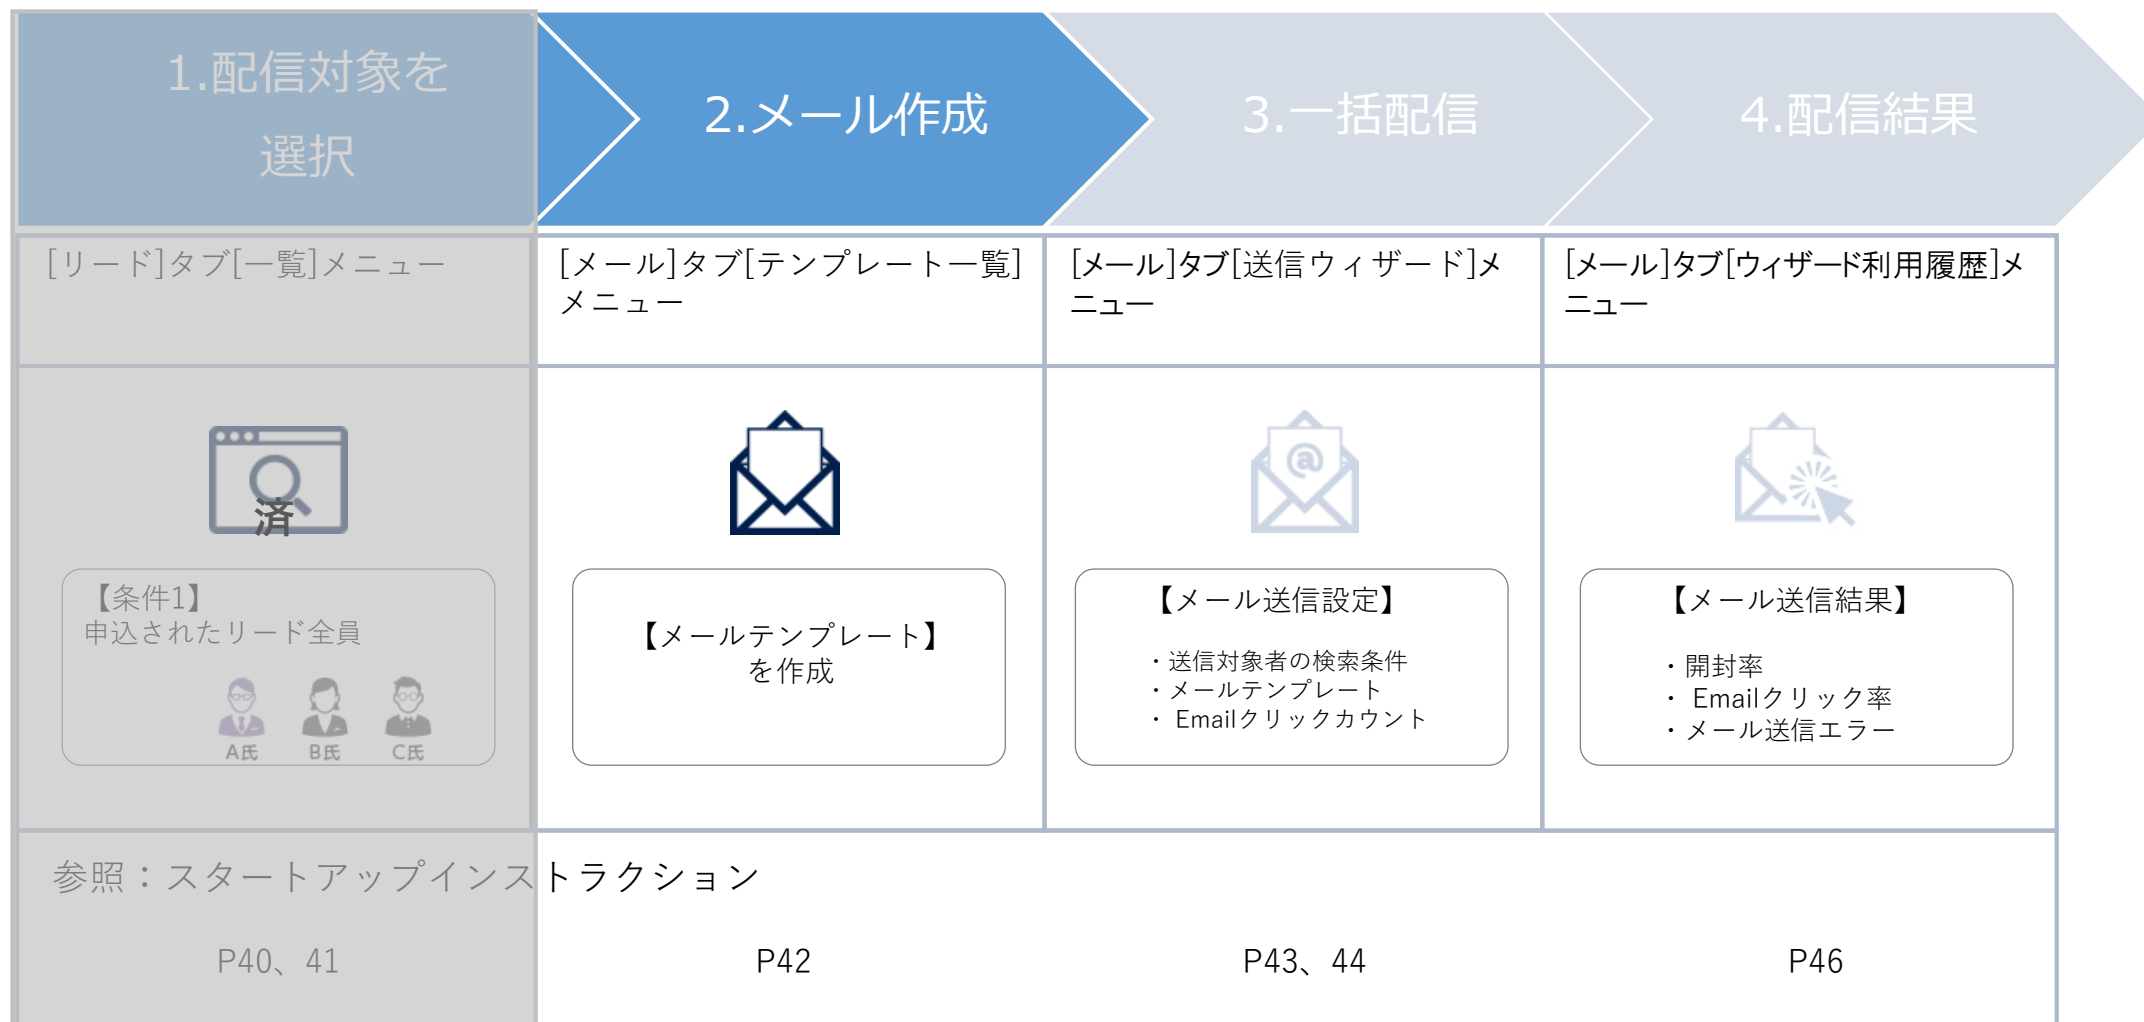 1.配信対象を
選択
2.メール作成
3.一括配信
4.配信結果
[リード]タブ[一覧]メニュー
[メール]タブ[テンプレート一覧]
メニュー
[メール]タブ[送信ウィザード]メ
ニュー
[メール]タブ[ウィザード利用履歴]メ
ニュー
済
@
【条件1】
申込されたリード全員
A氏
B氏
C氏
【メールテンプレート】
を作成
【メール送信設定】
・送信対象者の検索条件
・メールテンプレート
・ Emailクリックカウント
【メール送信結果】
・開封率
・ Emailクリック率
・メール送信エラー
参照：スタートアップインストラクション
P40、41
P42
P43、44
P46